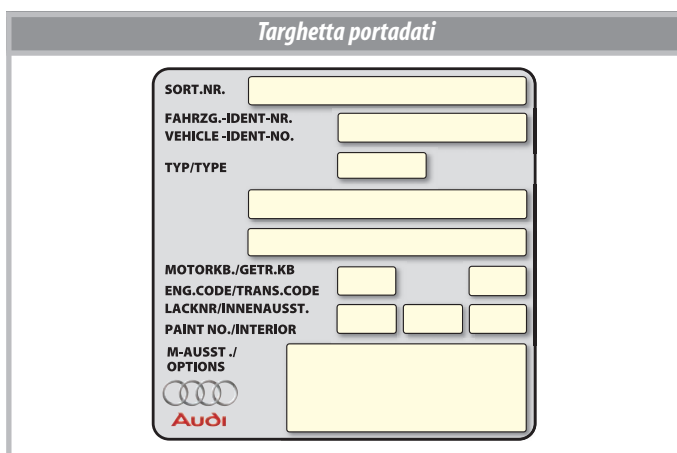 Targhetta portadati
SORT.NR.
FAHRZG.-IDENT-NR.
VEHICLE -IDENT-NO.
TYP/TYPE
MOTORKB./GETR.KB
ENG.CODE/TRANS.CODE
LACKNR/INNENAUSST.
PAINT NO./INTERIOR
M-AUSST ./
OPTIONS
Audi